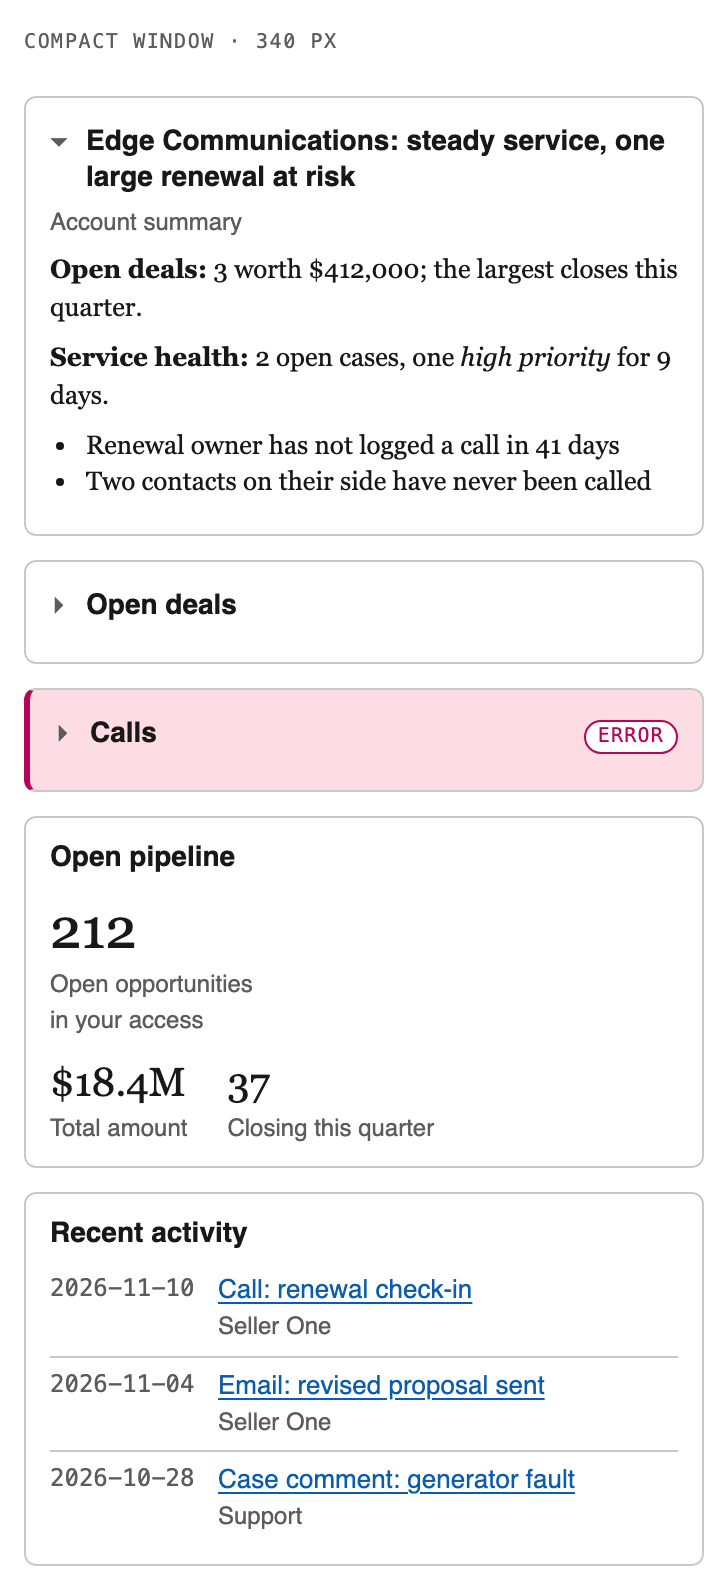 COMPACT WINDOW · 340 PX
Edge Communications: steady service, one
large renewal at risk
Account summary
Open deals: 3 worth $412,000; the largest closes this
quarter.
Service health: 2 open cases, one high priority for 9
days.
• Renewal owner has not logged a call in 41 days
• Two contacts on their side have never been called
Open deals
Calls
ERROR
Open pipeline
212
Open opportunities
in your access
$18.4M 37
Total amount Closing this quarter
Recent activity
2026-11-10 Call: renewal check-in
Seller One
2026-11-04 Email: revised proposal sent
Seller One
2026-10-28 Case comment: generator fault
Support